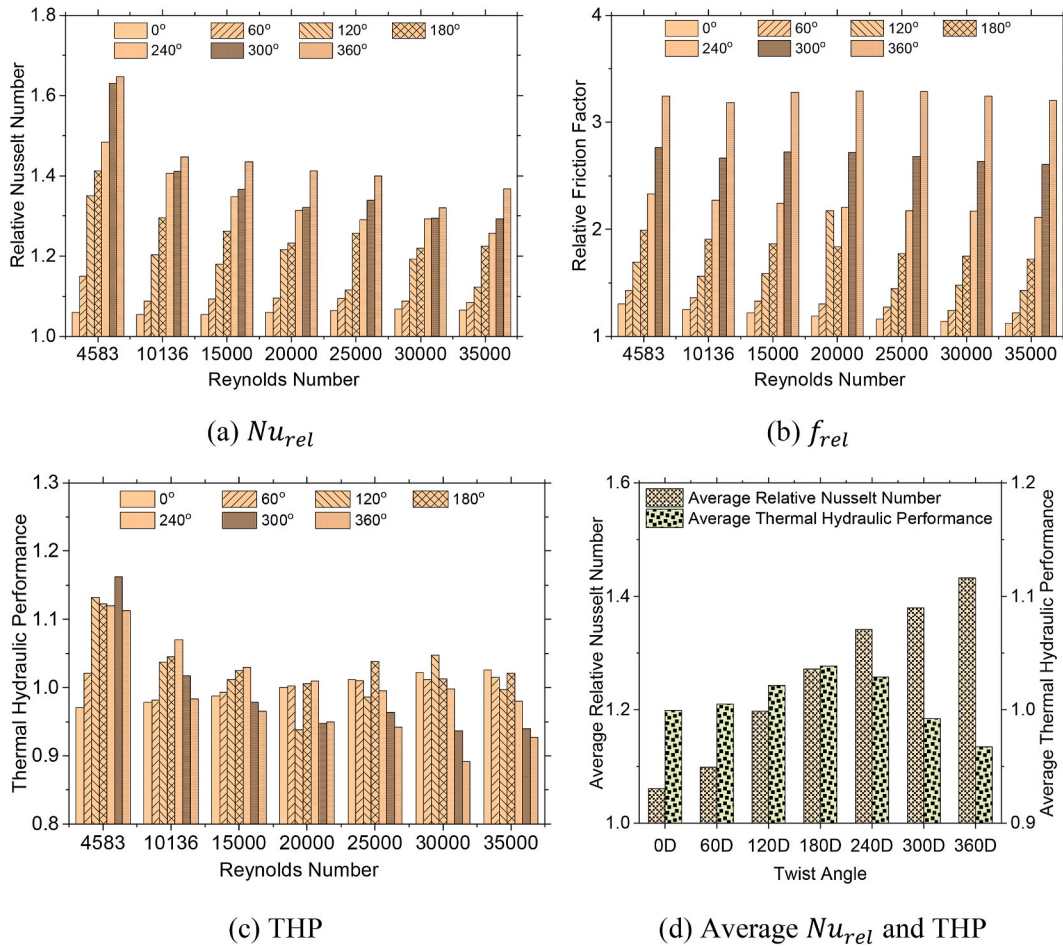 0° 60° 120° 180°
240° 300° 360°
Relative Nusselt Number
1.8
1.6
1.4
1.2
1.0
4583 10136 15000 20000 25000 30000 35000
Reynolds Number
(a) Nu_rel
0° 60° 120° 180°
240° 300° 360°
Relative Friction Factor
4
3
2
1
4583 10136 15000 20000 25000 30000 35000
Reynolds Number
(b) f_rel
0° 60° 120° 180°
240° 300° 360°
Thermal Hydraulic Performance
1.3
1.2
1.1
1.0
0.9
0.8
4583 10136 15000 20000 25000 30000 35000
Reynolds Number
(c) THP
Average Relative Nusselt Number
Average Thermal Hydraulic Performance
Average Relative Nusselt Number
1.6
1.4
1.2
1.0
1.2
1.1
1.0
0.9
Average Thermal Hydraulic Performance
0D 60D 120D 180D 240D 300D 360D
Twist Angle
(d) Average Nu_rel and THP